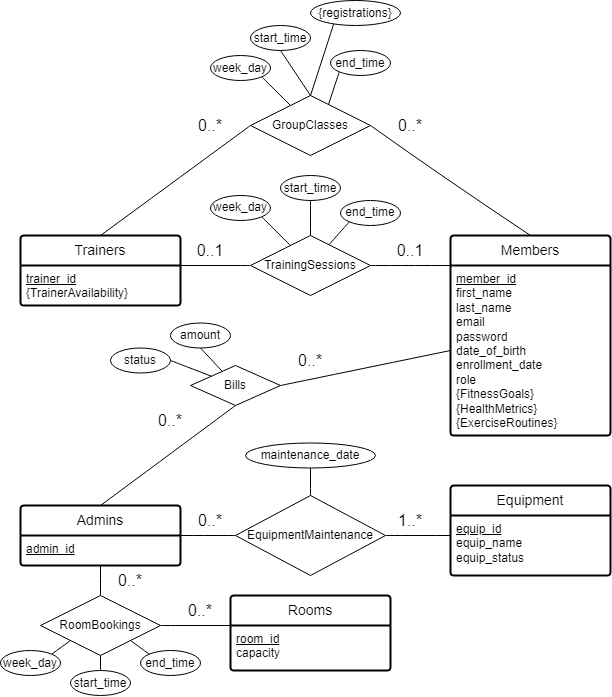 {registrations}
start_time
week_day
end_time
GroupClasses
0..*
0..*
start_time
week_day
end_time
Trainers
trainer_id
{TrainerAvailability}
0..1
TrainingSessions
0..1
Members
member_id
first_name
last_name
email
password
date_of_birth
enrollment_date
role
{FitnessGoals}
{HealthMetrics}
{ExerciseRoutines}
amount
status
Bills
0..*
0..*
maintenance_date
Admins
admin_id
0..*
EquipmentMaintenance
1..*
Equipment
equip_id
equip_name
equip_status
0..*
RoomBookings
0..*
Rooms
room_id
capacity
week_day
start_time
end_time